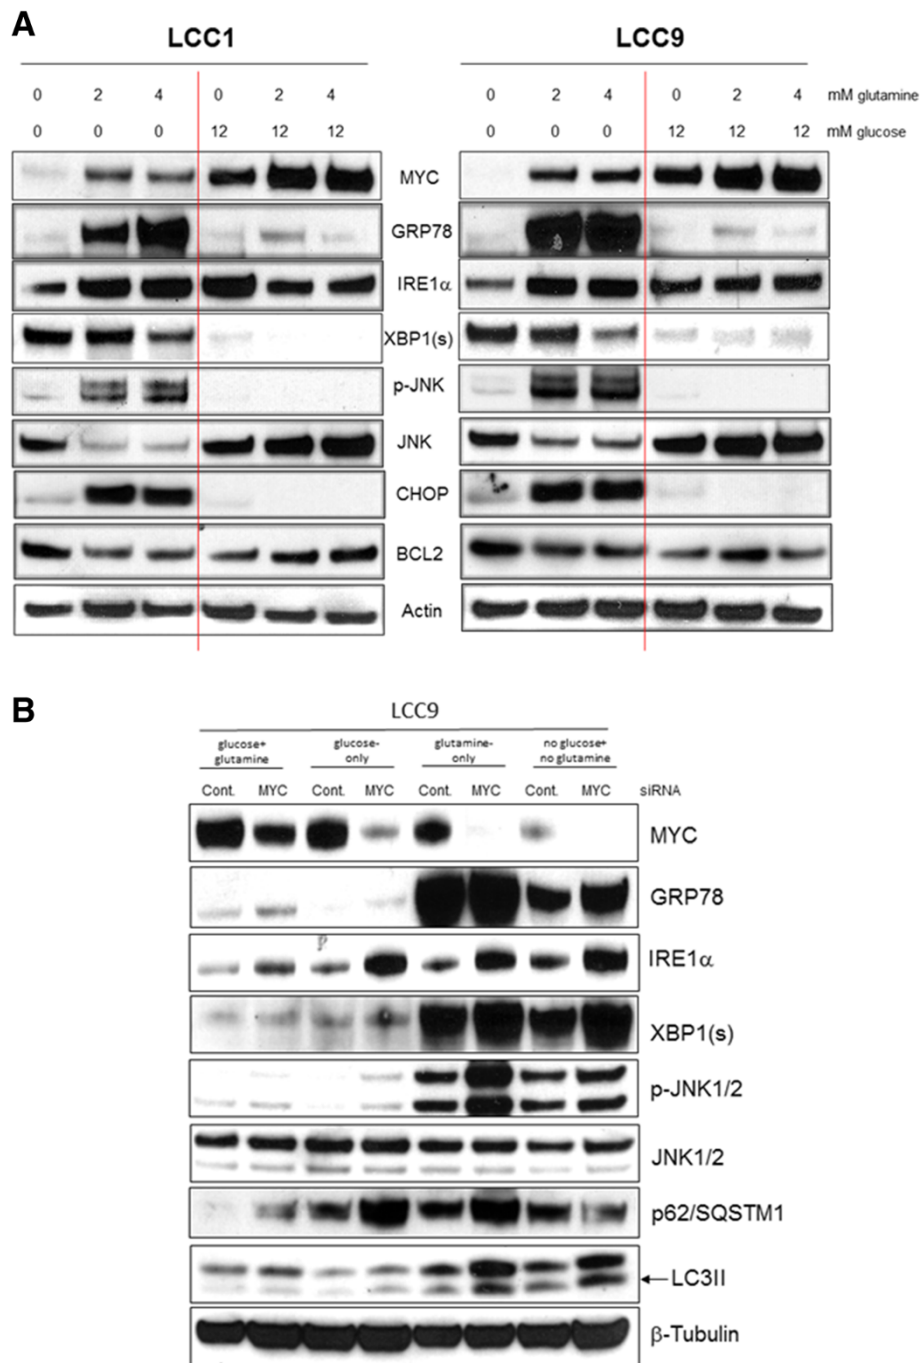 A
LCC1 LCC9
0 2 4 0 2 4 0 2 4 0 2 4 mM glutamine
0 0 0 12 12 12 0 0 0 12 12 12 mM glucose
MYC
GRP78
IRE1α
XBP1(s)
p-JNK
JNK
CHOP
BCL2
Actin
B
LCC9
glucose+ glucose- glutamine- no glucose+
glutamine only only no glutamine
Cont. MYC Cont. MYC Cont. MYC Cont. MYC siRNA
MYC
GRP78
IRE1α
XBP1(s)
p-JNK1/2
JNK1/2
p62/SQSTM1
LC3II
β-Tubulin